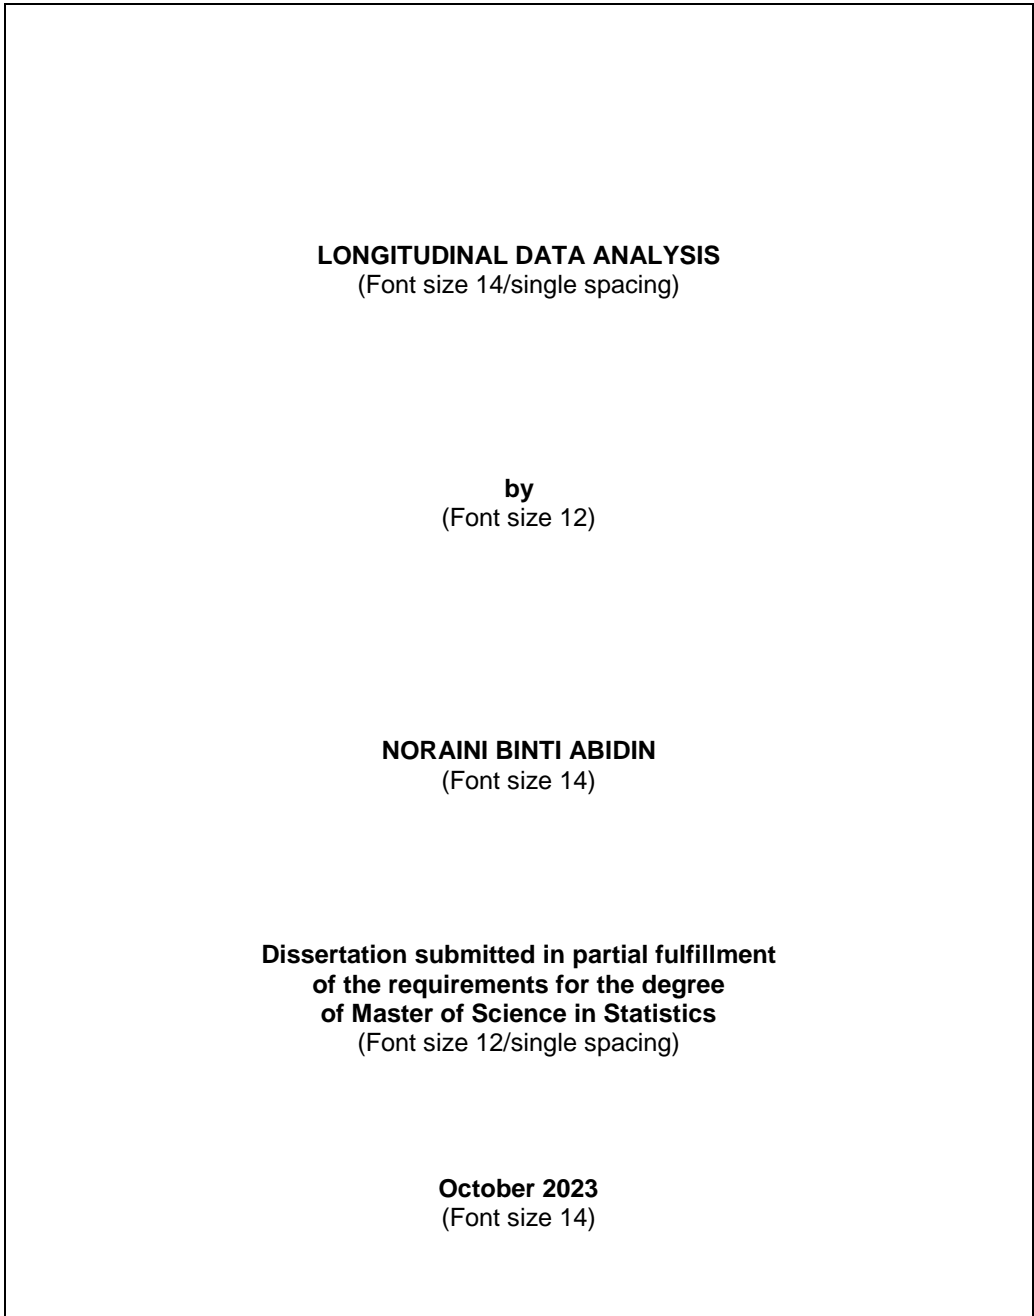 LONGITUDINAL DATA ANALYSIS
(Font size 14/single spacing)
by
(Font size 12)
NORAINI BINTI ABIDIN
(Font size 14)
Dissertation submitted in partial fulfillment
of the requirements for the degree
of Master of Science in Statistics
(Font size 12/single spacing)
October 2023
(Font size 14)